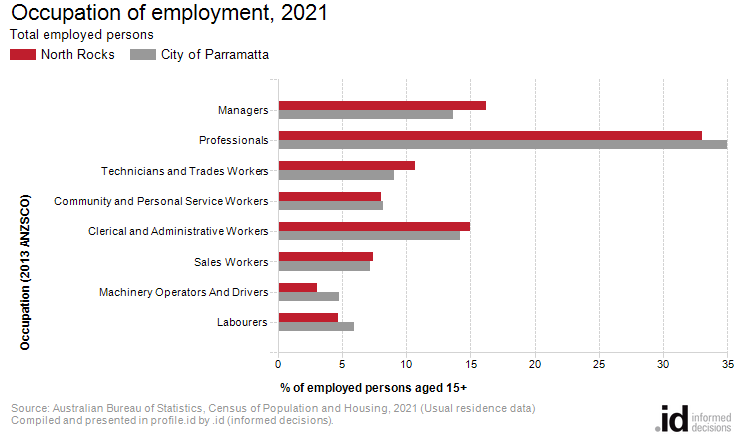 Occupation of employment, 2021
Total employed persons
North Rocks
City of Parramatta
Occupation (2013 ANZSCO)
Managers
Professionals
Technicians and Trades Workers
Community and Personal Service Workers
Clerical and Administrative Workers
Sales Workers
Machinery Operators And Drivers
Labourers
0 5 10 15 20 25 30 35
% of employed persons aged 15+
Source: Australian Bureau of Statistics, Census of Population and Housing, 2021 (Usual residence data)
Compiled and presented in profile.id by .id (informed decisions).
.id informed
decisions